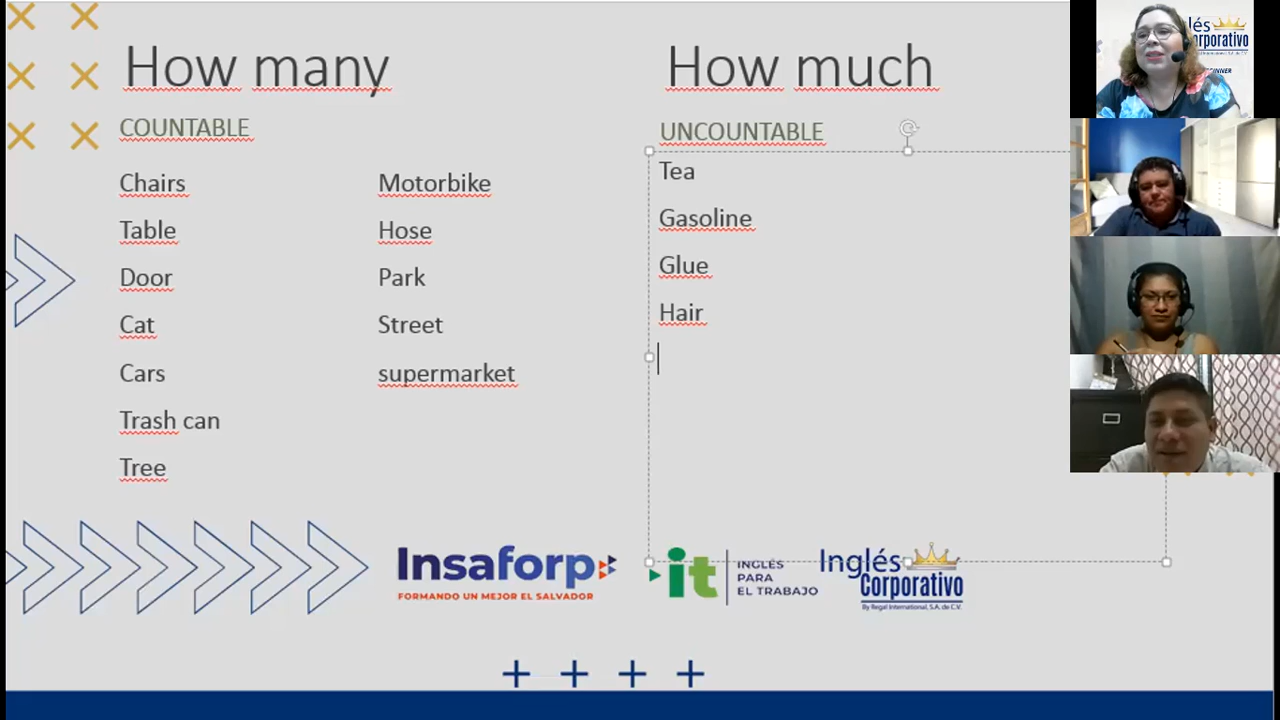 How many
COUNTABLE
Chairs
Table
Door
Cat
Cars
Trash can
Tree
Motorbike
Hose
Park
Street
supermarket
How much
UNCOUNTABLE
Tea
Gasoline
Glue
Hair
Insaforp
FORMANDO UN MEJOR EL SALVADOR
it
INGLÉS
PARA
EL TRABAJO
Inglés
Corporativo
By Regal International, S.A. de C.V.
lés
orporativo